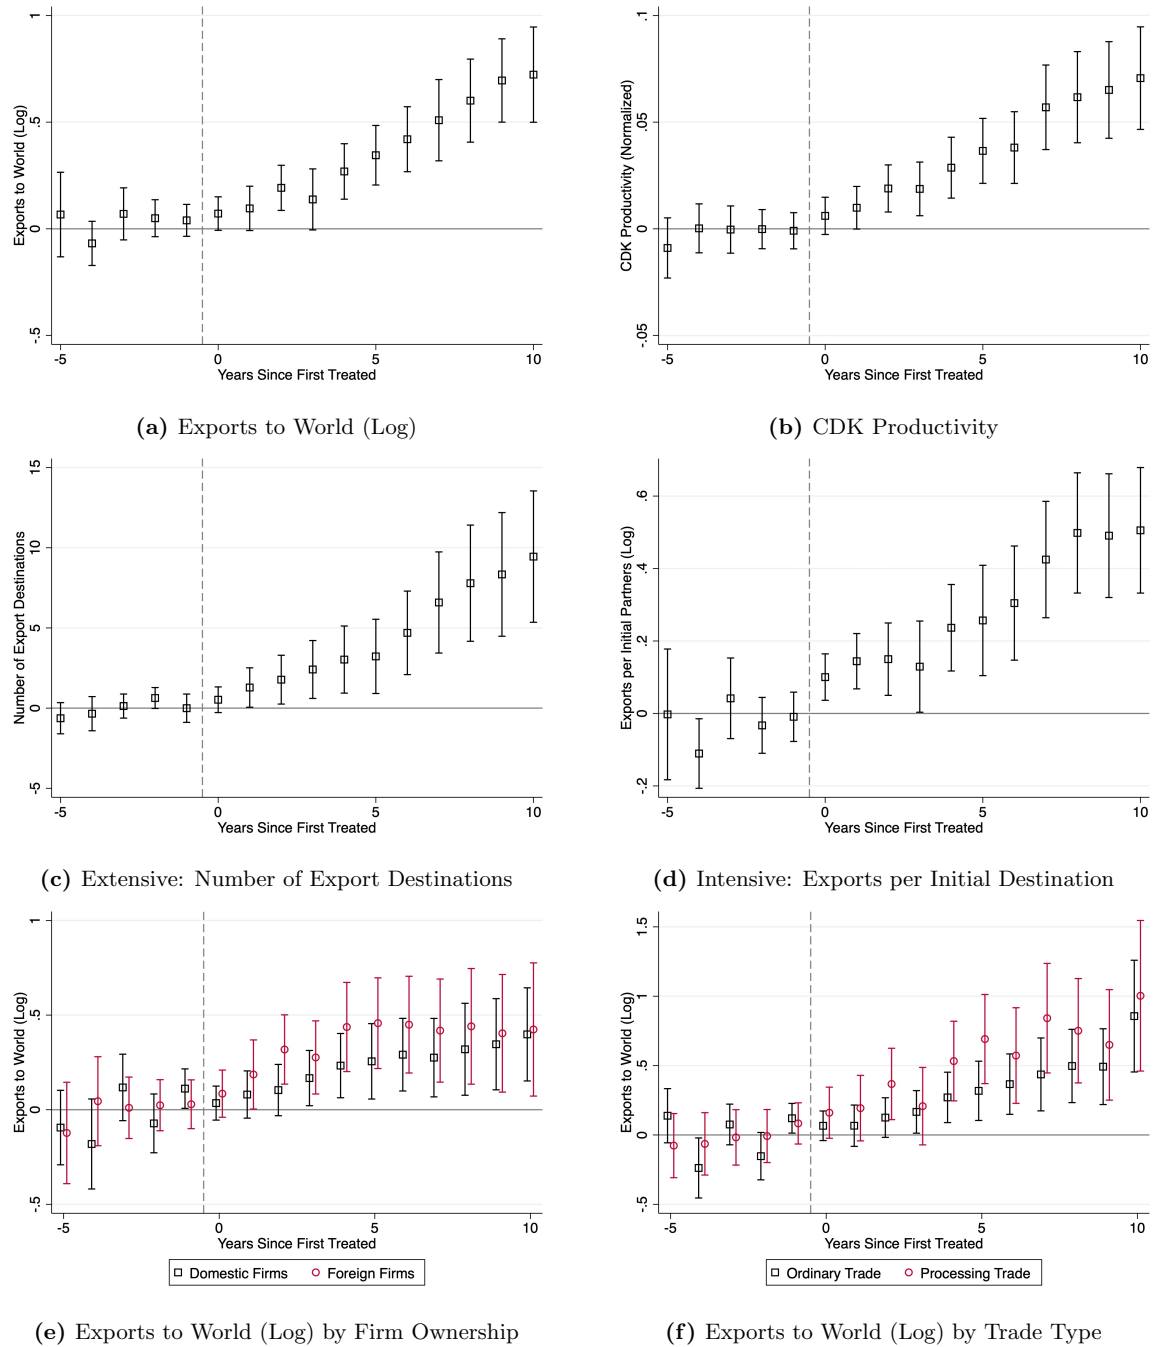 1
.5
0
-.5
Exports to World (Log)
-5 0 5 10
Years Since First Treated
(a) Exports to World (Log)
.1
.05
0
-.05
CDK Productivity (Normalized)
-5 0 5 10
Years Since First Treated
(b) CDK Productivity
15
10
5
0
-5
Number of Export Destinations
-5 0 5 10
Years Since First Treated
(c) Extensive: Number of Export Destinations
.6
.4
.2
0
-.2
Exports per Initial Partners (Log)
-5 0 5 10
Years Since First Treated
(d) Intensive: Exports per Initial Destination
1
.5
0
-.5
Exports to World (Log)
-5 0 5 10
Years Since First Treated
Domestic Firms Foreign Firms
(e) Exports to World (Log) by Firm Ownership
1.5
1
.5
0
-.5
Exports to World (Log)
-5 0 5 10
Years Since First Treated
Ordinary Trade Processing Trade
(f) Exports to World (Log) by Trade Type